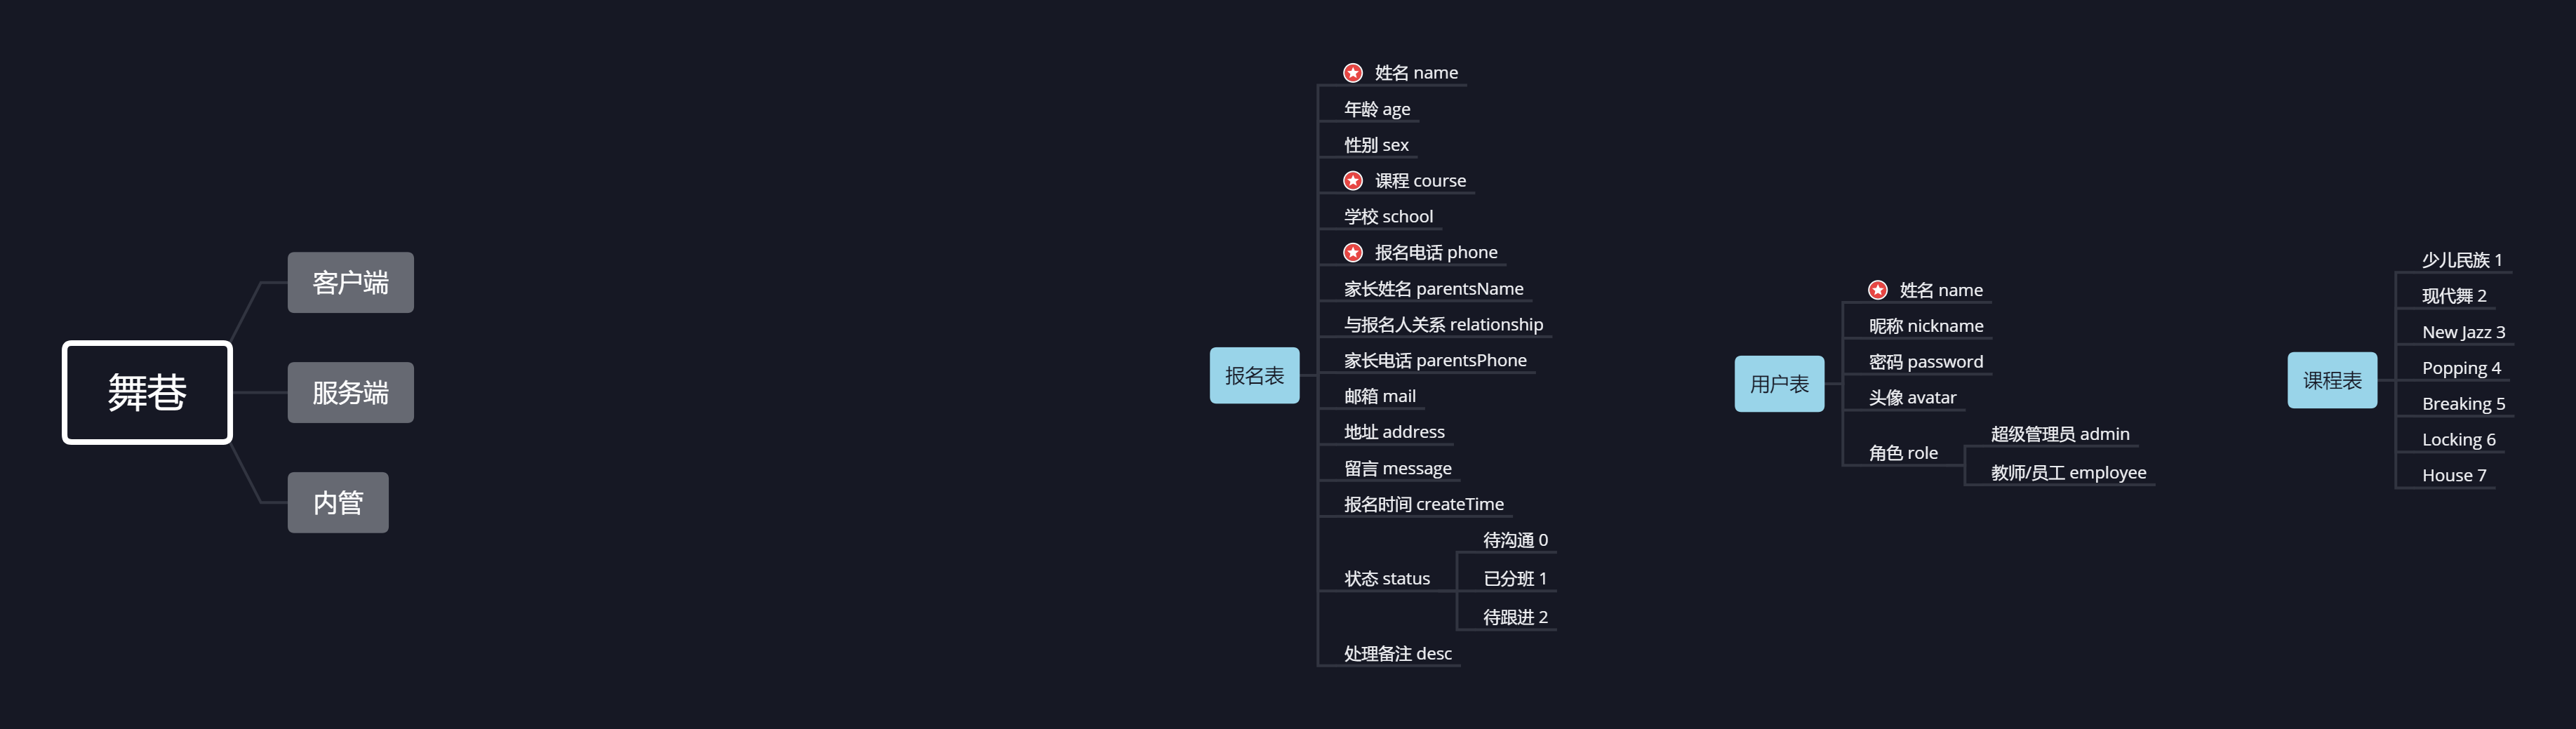 舞巷
客户端
服务端
内管
报名表
姓名 name
年龄 age
性别 sex
课程 course
学校 school
报名电话 phone
家长姓名 parentsName
与报名人关系 relationship
家长电话 parentsPhone
邮箱 mail
地址 address
留言 message
报名时间 createTime
状态 status
待沟通 0
已分班 1
待跟进 2
处理备注 desc
用户表
姓名 name
昵称 nickname
密码 password
头像 avatar
角色 role
超级管理员 admin
教师/员工 employee
课程表
少儿民族 1
现代舞 2
New Jazz 3
Popping 4
Breaking 5
Locking 6
House 7